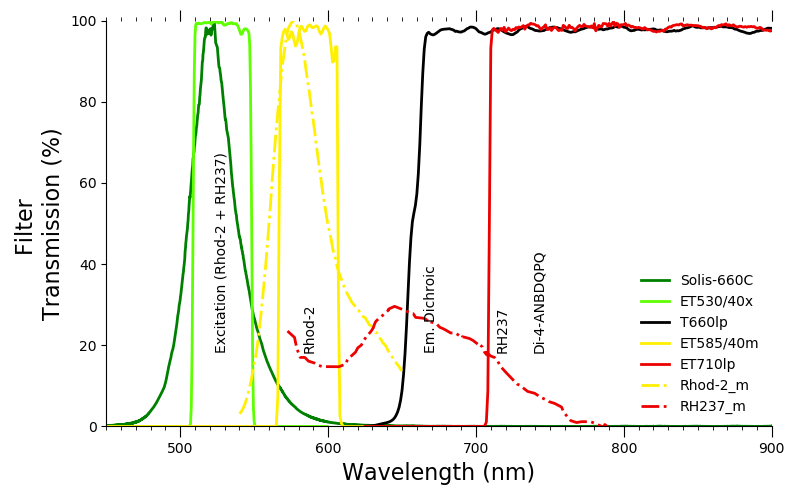 Filter
Transmission (%)
100
80
60
40
20
0
Excitation (Rhod-2 + RH237)
Rhod-2
Em. Dichroic
RH237
Di-4-ANBDQPQ
Solis-660C
ET530/40x
T660lp
ET585/40m
ET710lp
Rhod-2_m
RH237_m
500
600
700
800
900
Wavelength (nm)